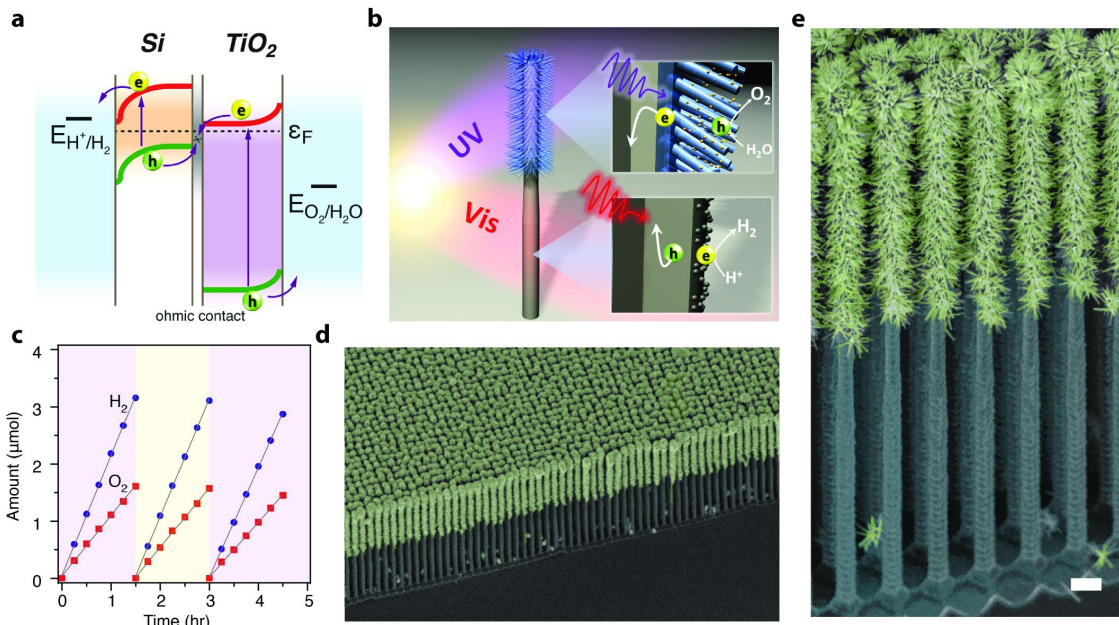 a
Si TiO₂
e
e
E_H⁺/H₂
ε_F
h
E_O₂/H₂O
h
ohmic contact
b
UV
Vis
O₂
e
h
H₂O
h
e
H₂
H⁺
c
Amount (μmol)
4
3
2
1
0
H₂
O₂
0 1 2 3 4 5
Time (hr)
d
e